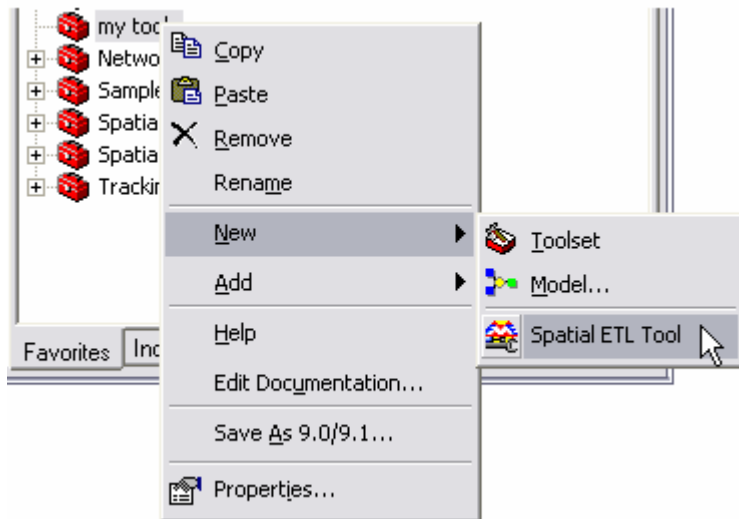 my tool
Netwo
Sample
Spatia
Spatia
Trackin
Favorites
Copy
Paste
Remove
Rename
New
Add
Help
Edit Documentation...
Save As 9.0/9.1...
Properties...
Toolset
Model...
Spatial ETL Tool